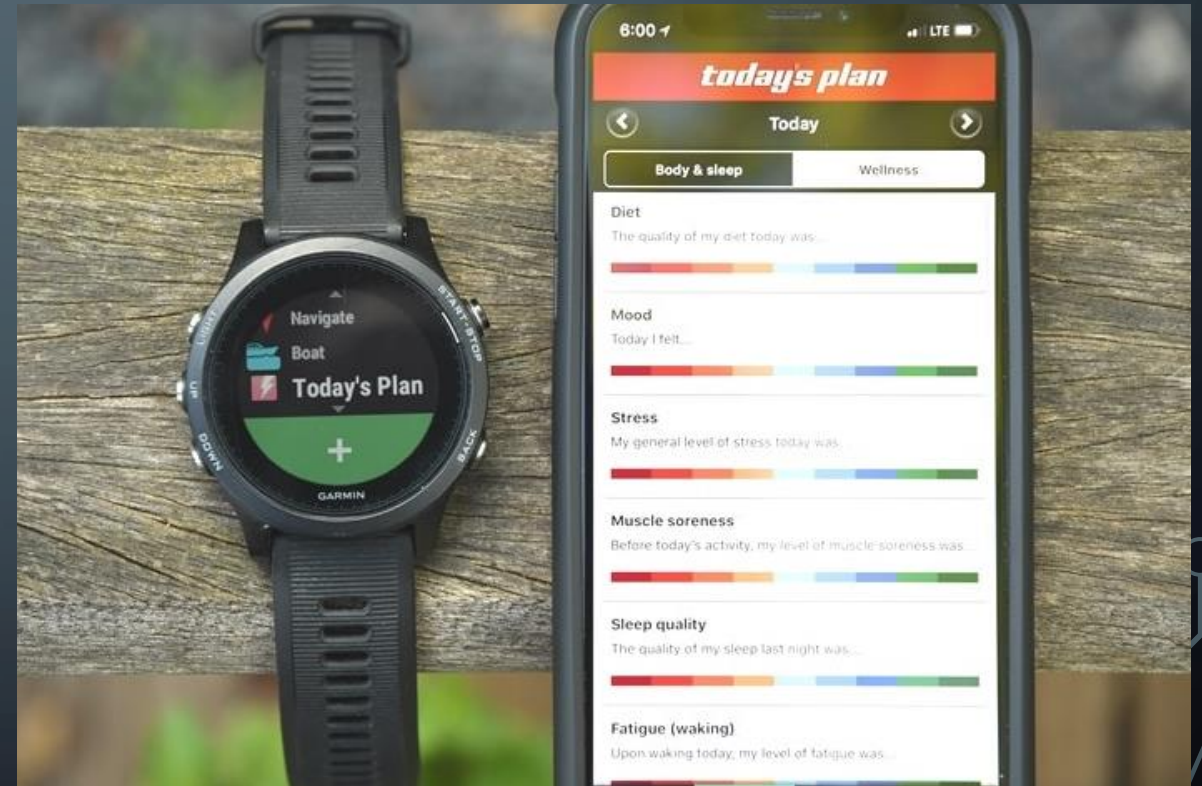 LIGHT
START·STOP
UP
DOWN
BACK
Navigate
Boat
Today's Plan
+
GARMIN
6:00
LTE
today's plan
Today
Body & sleep
Wellness
Diet
The quality of my diet today was...
Mood
Today I felt...
Stress
My general level of stress today was...
Muscle soreness
Before today's activity, my level of muscle soreness was...
Sleep quality
The quality of my sleep last night was...
Fatigue (waking)
Upon waking today, my level of fatigue was...